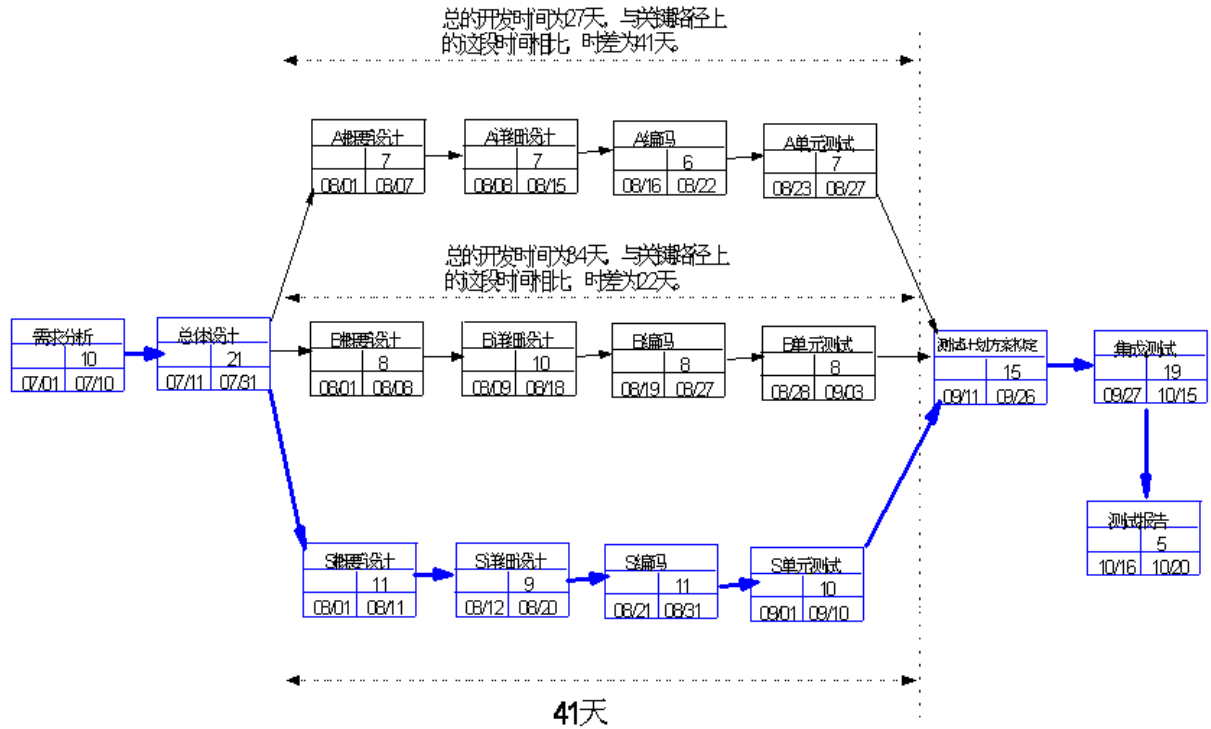 总的开发时间为27天, 与关键路径上
的这段时间相比, 时差为41天。
A概要设计
7
08/01 08/07
A详细设计
7
08/08 08/15
A编码
6
08/16 08/22
A单元测试
7
08/23 08/27
总的开发时间为34天, 与关键路径上
的这段时间相比, 时差为22天。
需求分析
10
07/01 07/10
总体设计
21
07/11 07/31
B概要设计
8
08/01 08/08
B详细设计
10
08/09 08/18
B编码
8
08/19 08/27
B单元测试
8
08/28 09/03
测试计划方案拟定
15
09/11 09/26
集成测试
19
09/27 10/15
测试报告
5
10/16 10/20
S概要设计
11
08/01 08/11
S详细设计
9
08/12 08/20
S编码
11
08/21 08/31
S单元测试
10
09/01 09/10
41天